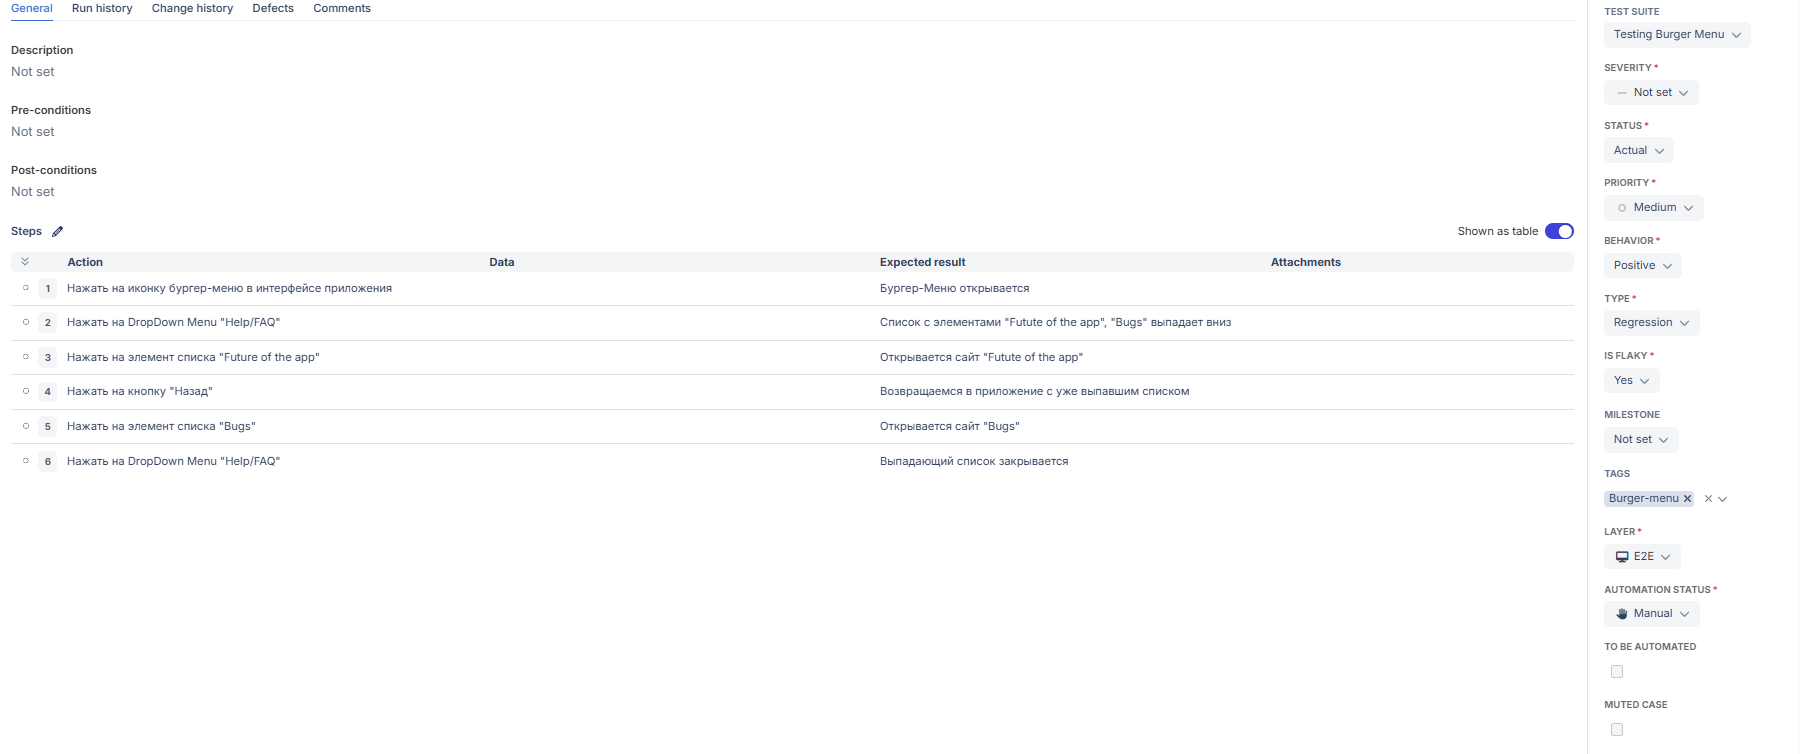 General Run history Change history Defects Comments
Description
Not set
Pre-conditions
Not set
Post-conditions
Not set
Steps Shown as table
Action Data Expected result Attachments
1 Нажать на иконку бургер-меню в интерфейсе приложения Бургер-Меню открывается
2 Нажать на DropDown Menu "Help/FAQ" Список с элементами "Futute of the app", "Bugs" выпадает вниз
3 Нажать на элемент списка "Future of the app" Открывается сайт "Futute of the app"
4 Нажать на кнопку "Назад" Возвращаемся в приложение с уже выпавшим списком
5 Нажать на элемент списка "Bugs" Открывается сайт "Bugs"
6 Нажать на DropDown Menu "Help/FAQ" Выпадающий список закрывается
TEST SUITE
Testing Burger Menu
SEVERITY *
Not set
STATUS *
Actual
PRIORITY *
Medium
BEHAVIOR *
Positive
TYPE *
Regression
IS FLAKY *
Yes
MILESTONE
Not set
TAGS
Burger-menu
LAYER *
E2E
AUTOMATION STATUS *
Manual
TO BE AUTOMATED
MUTED CASE